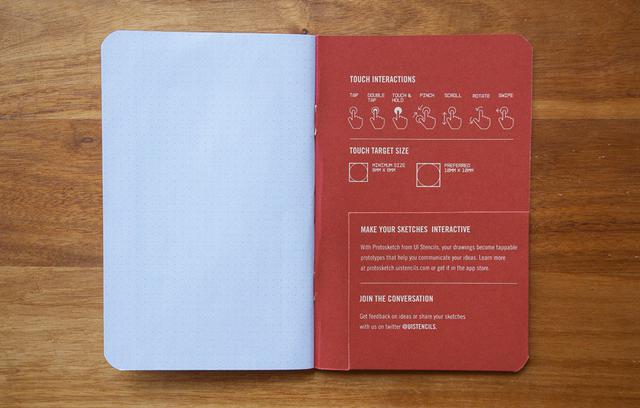 TOUCH INTERACTIONS
TAP DOUBLE TAP TOUCH & HOLD PINCH SCROLL ROTATE SWIPE
TOUCH TARGET SIZE
MINIMUM SIZE
PREFERRED
10MM X 10MM
MAKE YOUR SKETCHES INTERACTIVE
With Protosketch from UI Stencils, your drawings become tappable
prototypes that help you communicate your ideas. Learn more
at protosketch.uistencils.com or get it in the app store.
JOIN THE CONVERSATION
Get feedback on ideas or share your sketches
with us on twitter @UISTENCILS.